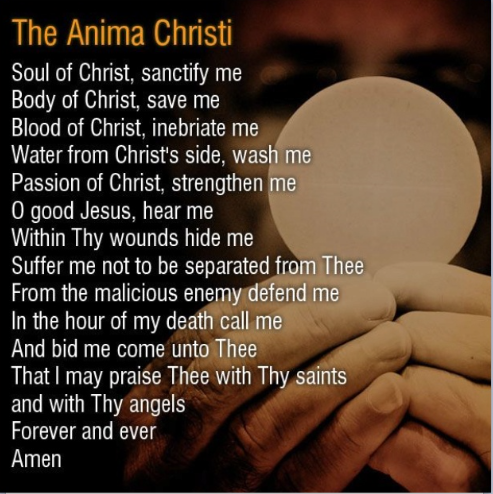 The Anima Christi
Soul of Christ, sanctify me
Body of Christ, save me
Blood of Christ, inebriate me
Water from Christ's side, wash me
Passion of Christ, strengthen me
O good Jesus, hear me
Within Thy wounds hide me
Suffer me not to be separated from Thee
From the malicious enemy defend me
In the hour of my death call me
And bid me come unto Thee
That I may praise Thee with Thy saints
and with Thy angels
Forever and ever
Amen